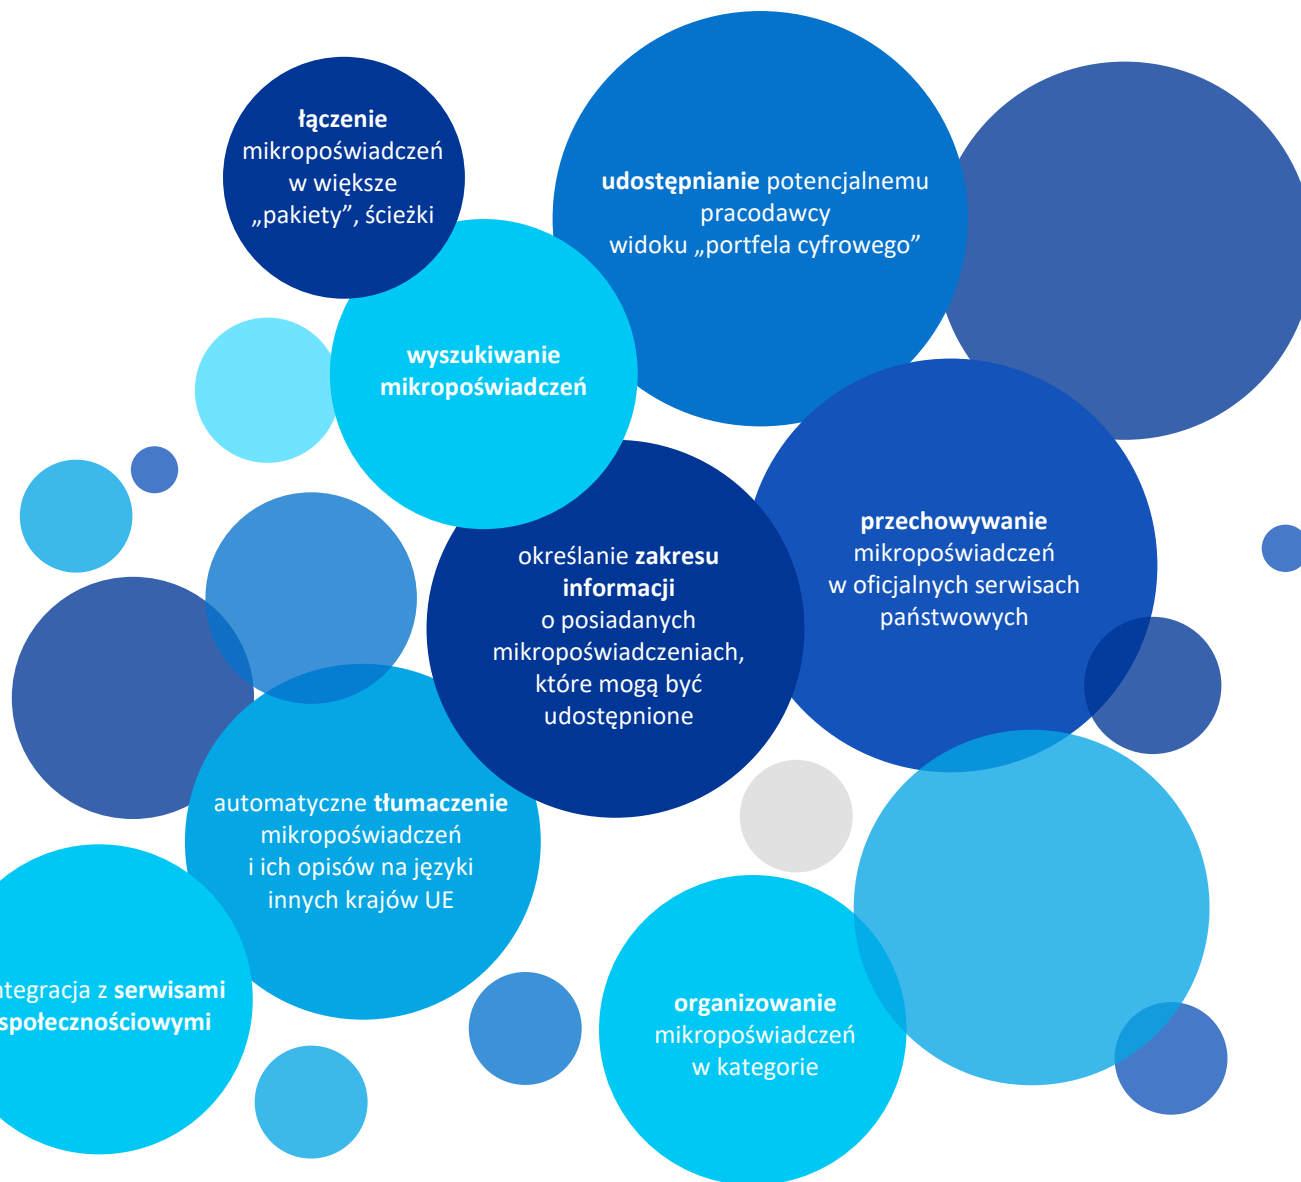 łączenie
mikropoświadczeń
w większe
„pakiety”, ścieżki
udostępnianie potencjalnemu
pracodawcy
widoku „portfela cyfrowego”
wyszukiwanie
mikropoświadczeń
przechowywanie
mikropoświadczeń
w oficjalnych serwisach
państwowych
określanie zakresu
informacji
o posiadanych
mikropoświadczeniach,
które mogą być
udostępnione
automatyczne tłumaczenie
mikropoświadczeń
i ich opisów na języki
innych krajów UE
ntegracja z serwisami
społecznościowymi
organizowanie
mikropoświadczeń
w kategorie